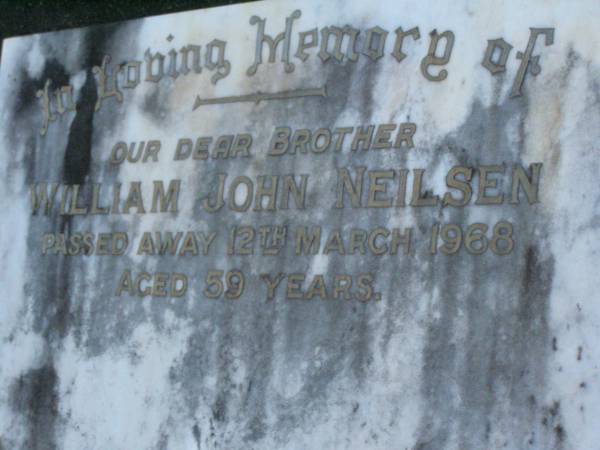 In Loving Memory of
OUR DEAR BROTHER
WILLIAM JOHN NEILSEN
PASSED AWAY 12TH MARCH 1968
AGED 59 YEARS.